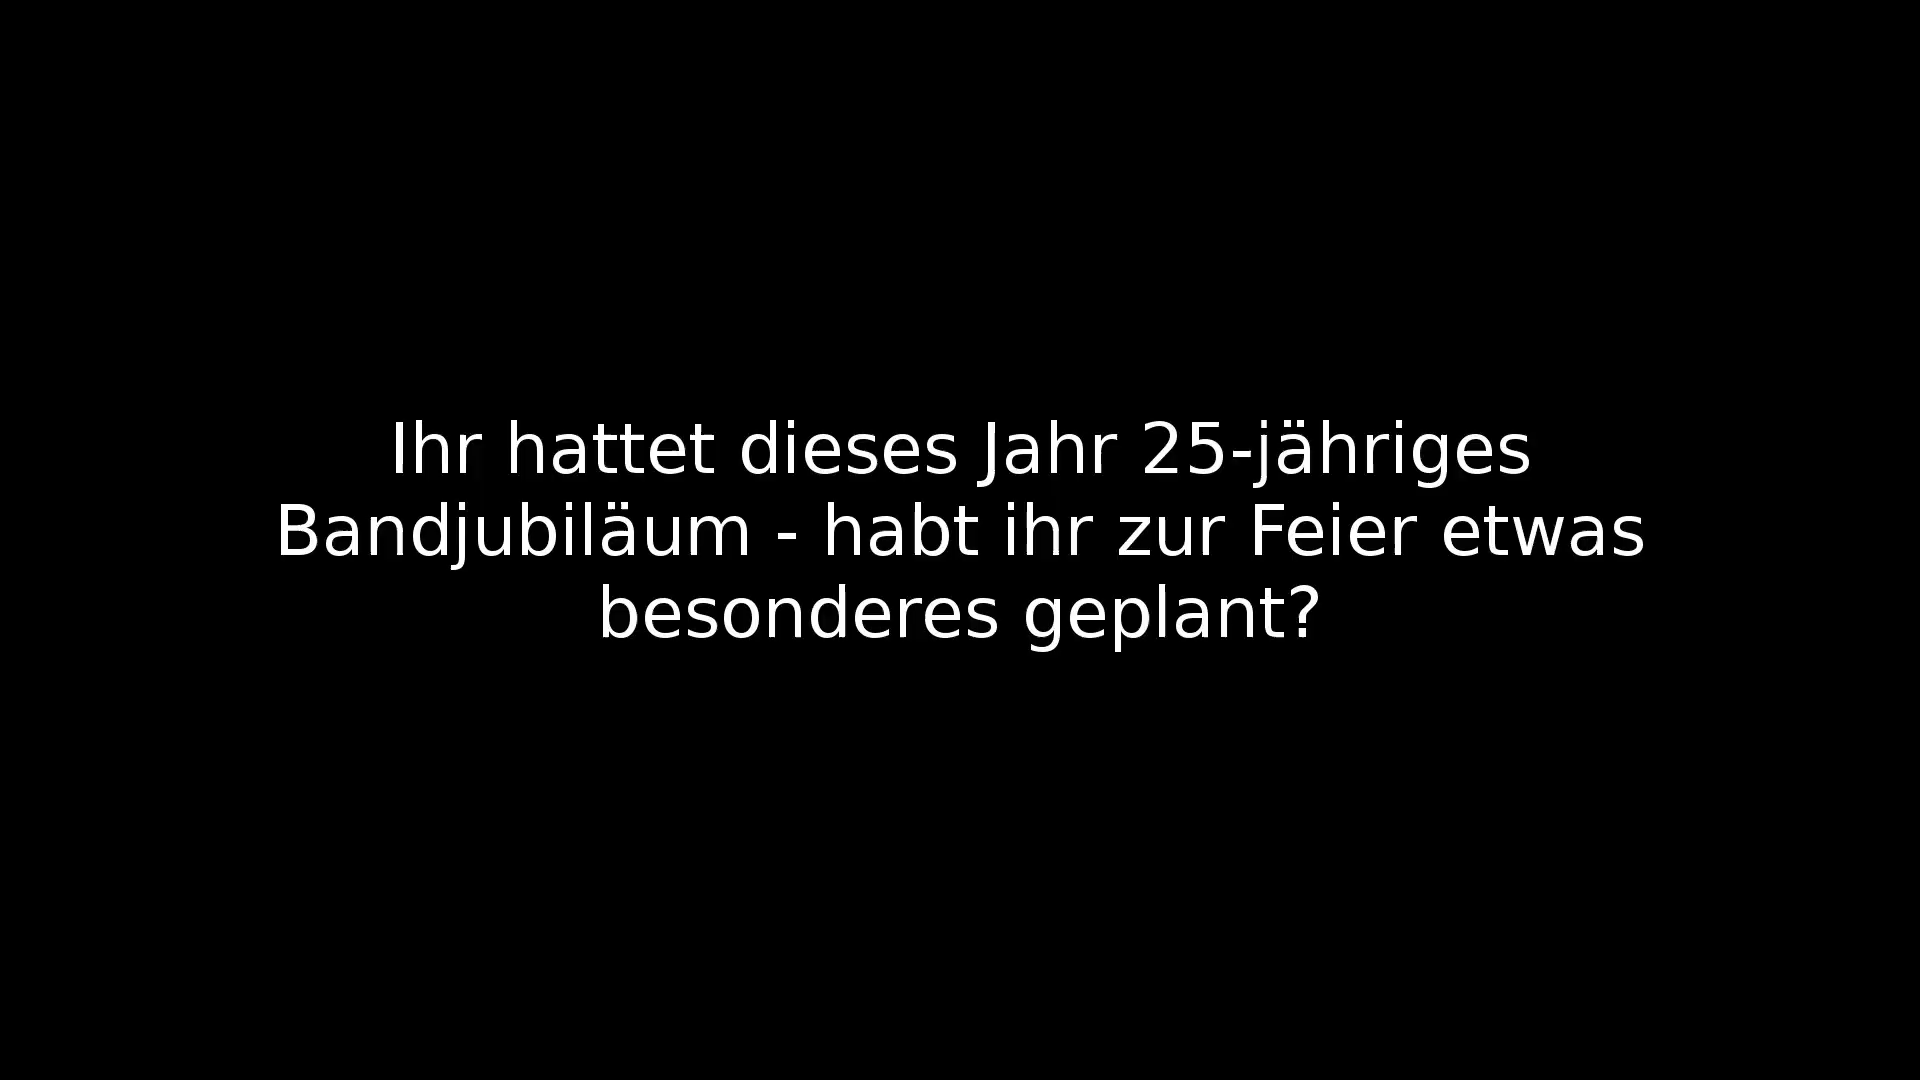 Ihr hattet dieses Jahr 25-jähriges
Bandjubiläum - habt ihr zur Feier etwas
besonderes geplant?